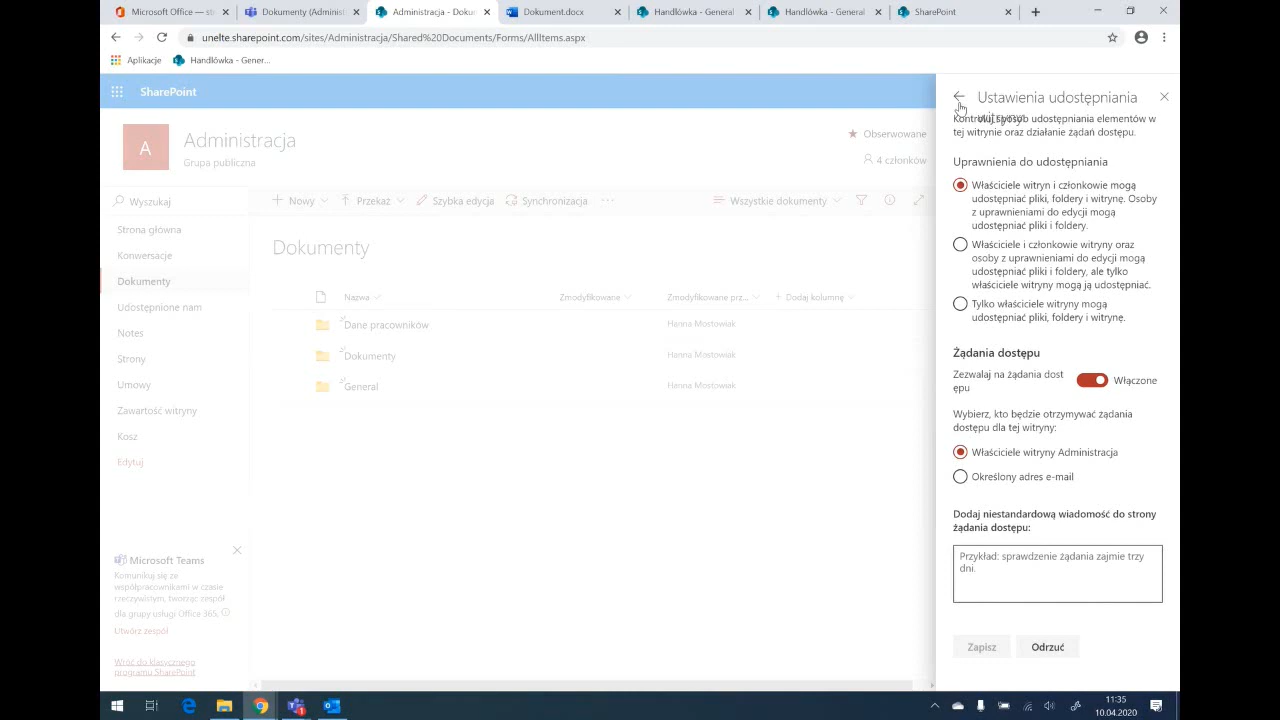 Microsoft Office — s
Dokumenty (Administ
Administracja - Dokur
Document.docx
Handlówka - General
Handlówka - General
SharePoint
unelte.sharepoint.com/sites/Administracja/Shared%20Documents/Forms/AllItems.aspx
Aplikacje
Handlówka - Gener...
SharePoint
A
Administracja
Grupa publiczna
Obserwowane
4 członków
Wyszukaj
Nowy
Przekaż
Szybka edycja
Synchronizacja
Wszystkie dokumenty
Strona główna
Konwersacje
Dokumenty
Udostępnione nam
Notes
Strony
Umowy
Zawartość witryny
Kosz
Edytuj
Dokumenty
Nazwa
Zmodyfikowane
Zmodyfikowane prz...
Dodaj kolumnę
Dane pracowników
Hanna Mostowiak
Dokumenty
Hanna Mostowiak
General
Hanna Mostowiak
Microsoft Teams
Komunikuj się ze
współpracownikami w czasie
rzeczywistym, tworząc zespół
dla grupy usługi Office 365.
Utwórz zespół
Wróć do klasycznego
programu SharePoint
Ustawienia udostępniania
witryny
Kontroluj sposób udostępniania elementów w
tej witrynie oraz działanie żądań dostępu.
Uprawnienia do udostępniania
Właściciele witryn i członkowie mogą
udostępniać pliki, foldery i witrynę. Osoby
z uprawnieniami do edycji mogą
udostępniać pliki i foldery.
Właściciele i członkowie witryny oraz
osoby z uprawnieniami do edycji mogą
udostępniać pliki i foldery, ale tylko
właściciele witryny mogą ją udostępniać.
Tylko właściciele witryny mogą
udostępniać pliki, foldery i witrynę.
Żądania dostępu
Zezwalaj na żądania dost
ępu
Włączone
Wybierz, kto będzie otrzymywać żądania
dostępu dla tej witryny:
Właściciele witryny Administracja
Określony adres e-mail
Dodaj niestandardową wiadomość do strony
żądania dostępu:
Przykład: sprawdzenie żądania zajmie trzy
dni.
Zapisz
Odrzuć
11:35
10.04.2020